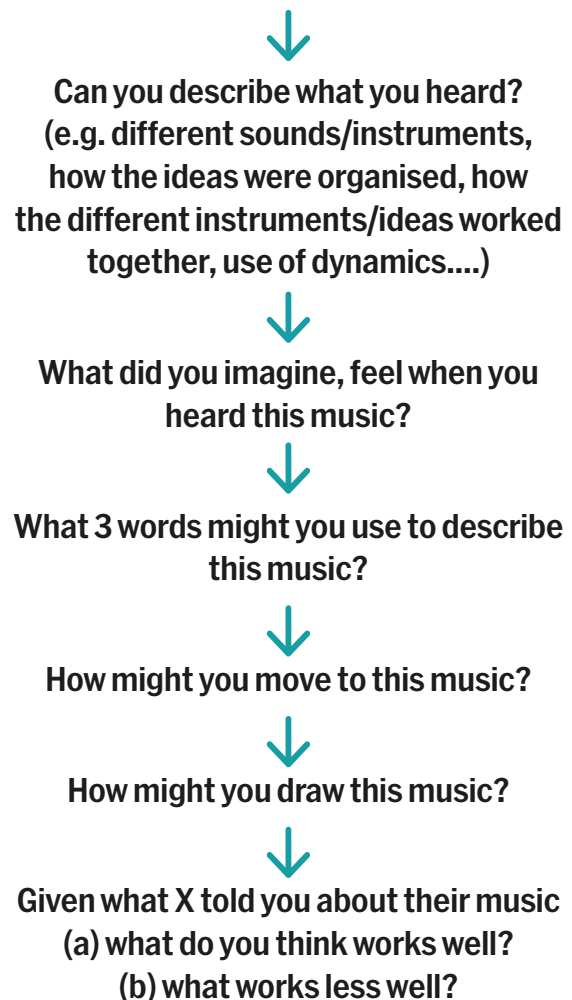 Can you describe what you heard?
(e.g. different sounds/instruments,
how the ideas were organised, how
the different instruments/ideas worked
together, use of dynamics....)
What did you imagine, feel when you
heard this music?
What 3 words might you use to describe
this music?
How might you move to this music?
How might you draw this music?
Given what X told you about their music
(a) what do you think works well?
(b) what works less well?